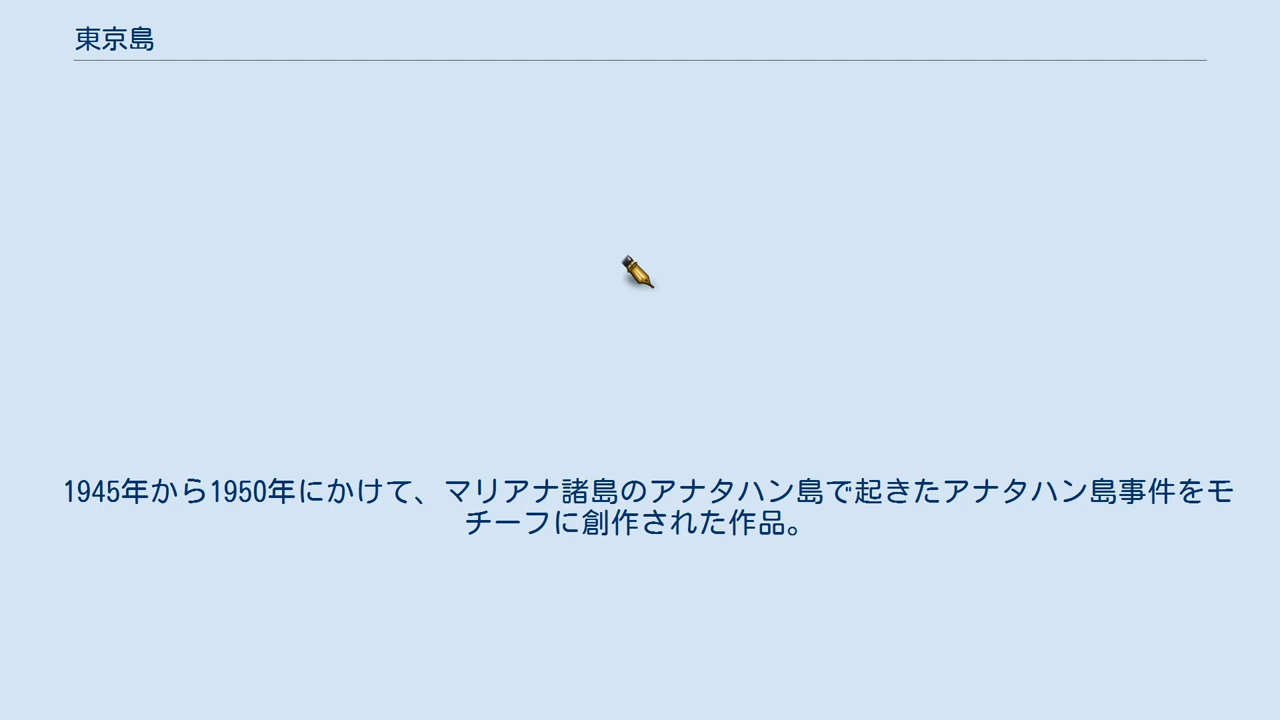 東京島
1945年から1950年にかけて、マリアナ諸島のアナタハン島で起きたアナタハン島事件をモ
チーフに創作された作品。